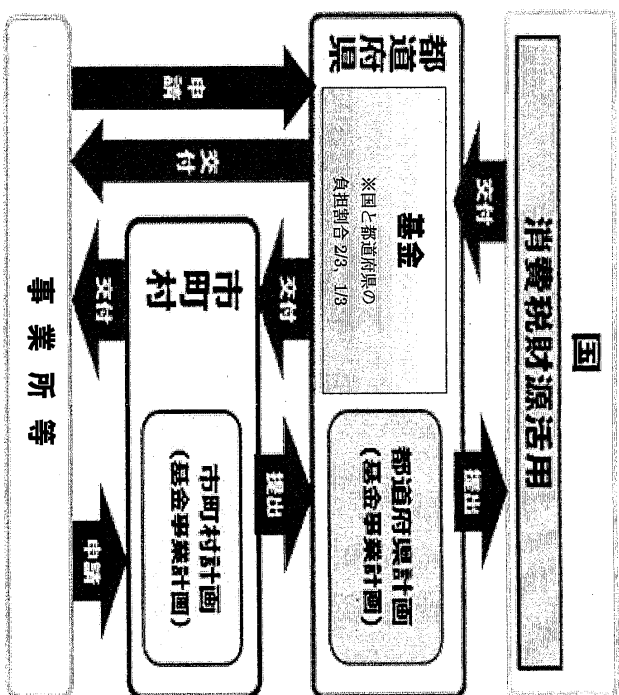 国
消費税財源活用
交付
提出
都道府県
基金
※国と都道府県の
負担割合 2/3, 1/3
都道府県計画
(基金事業計画)
申請
交付
交付
提出
市町村
市町村計画
(基金事業計画)
交付
申請
事業所等